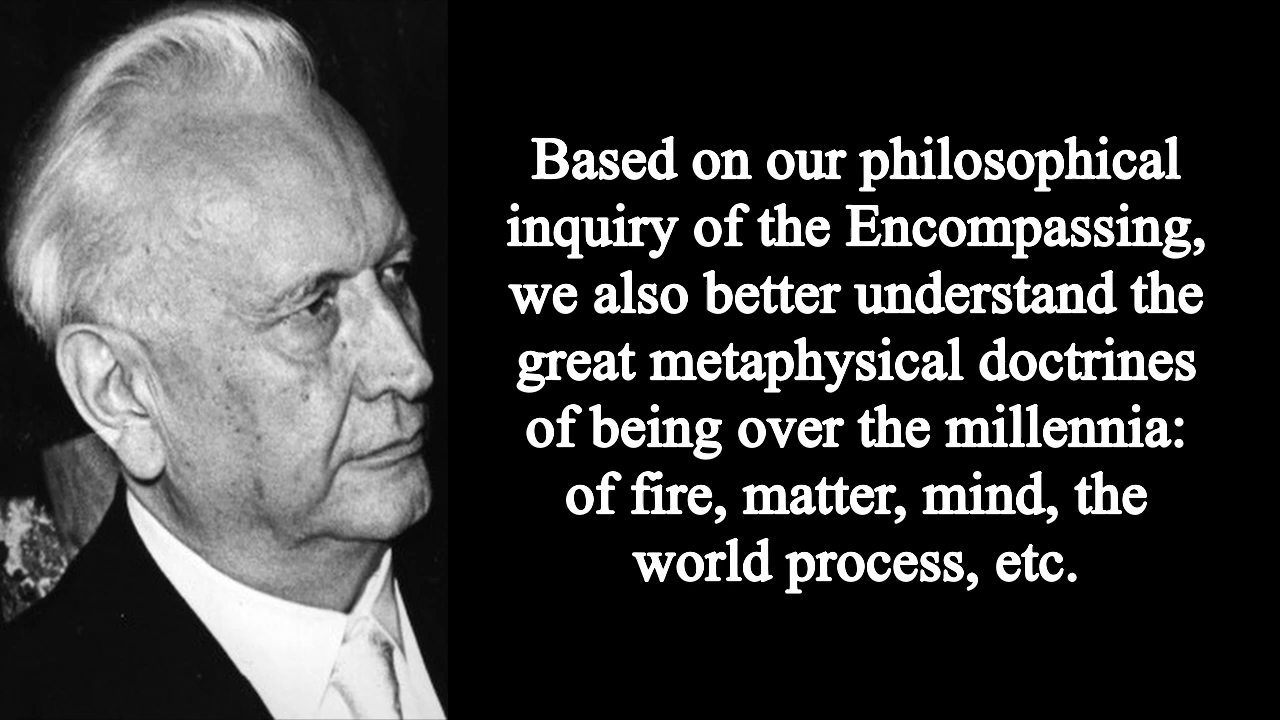 Based on our philosophical
inquiry of the Encompassing,
we also better understand the
great metaphysical doctrines
of being over the millennia:
of fire, matter, mind, the
world process, etc.